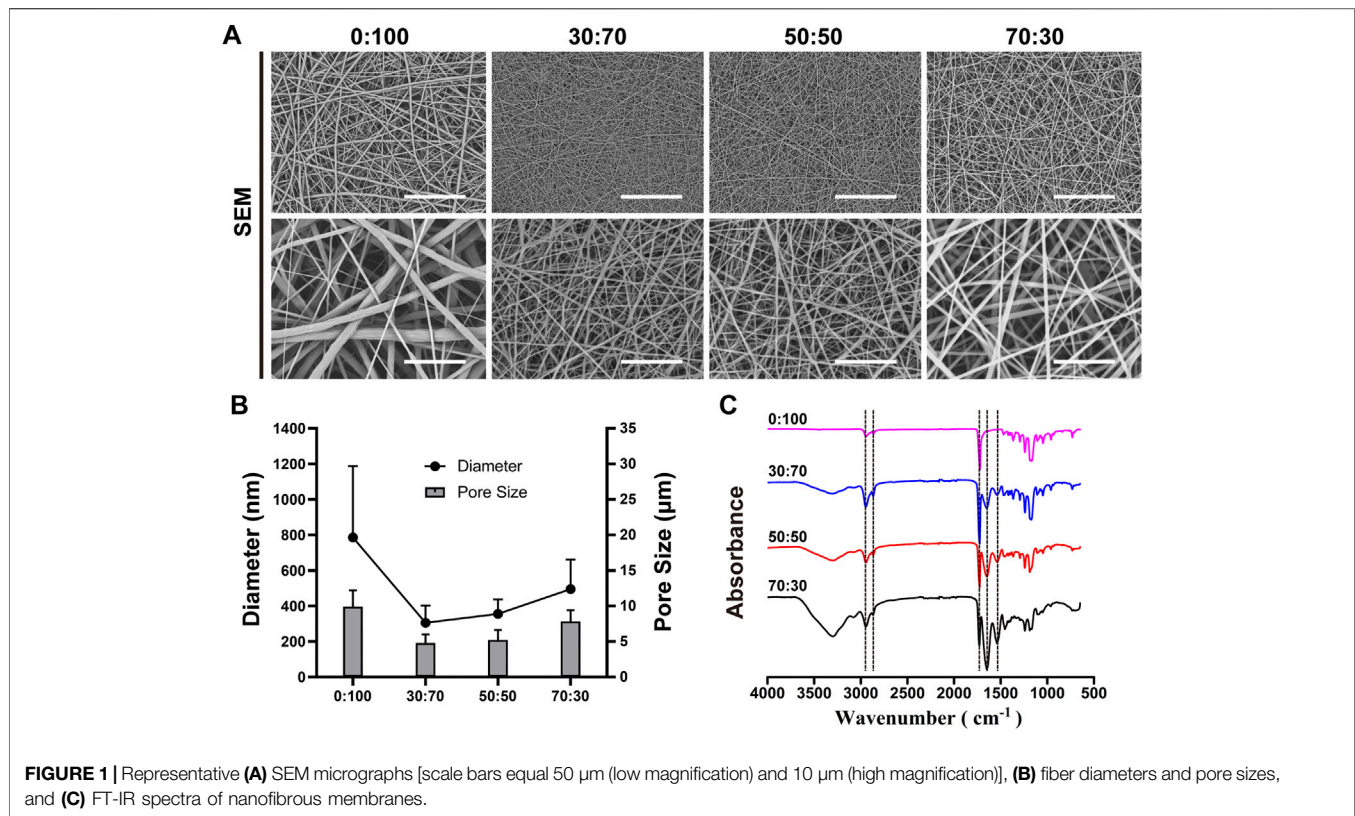 A
0:100 30:70 50:50 70:30
SEM
B
1400
1200
1000
800
600
400
200
0
Diameter (nm)
Diameter
Pore Size
35
30
25
20
15
10
5
0
Pore Size (μm)
0:100 30:70 50:50 70:30
C
0:100
30:70
50:50
70:30
Absorbance
4000 3500 3000 2500 2000 1500 1000 500
Wavenumber ( cm⁻¹ )
FIGURE 1 | Representative (A) SEM micrographs [scale bars equal 50 μm (low magnification) and 10 μm (high magnification)], (B) fiber diameters and pore sizes,
and (C) FT-IR spectra of nanofibrous membranes.